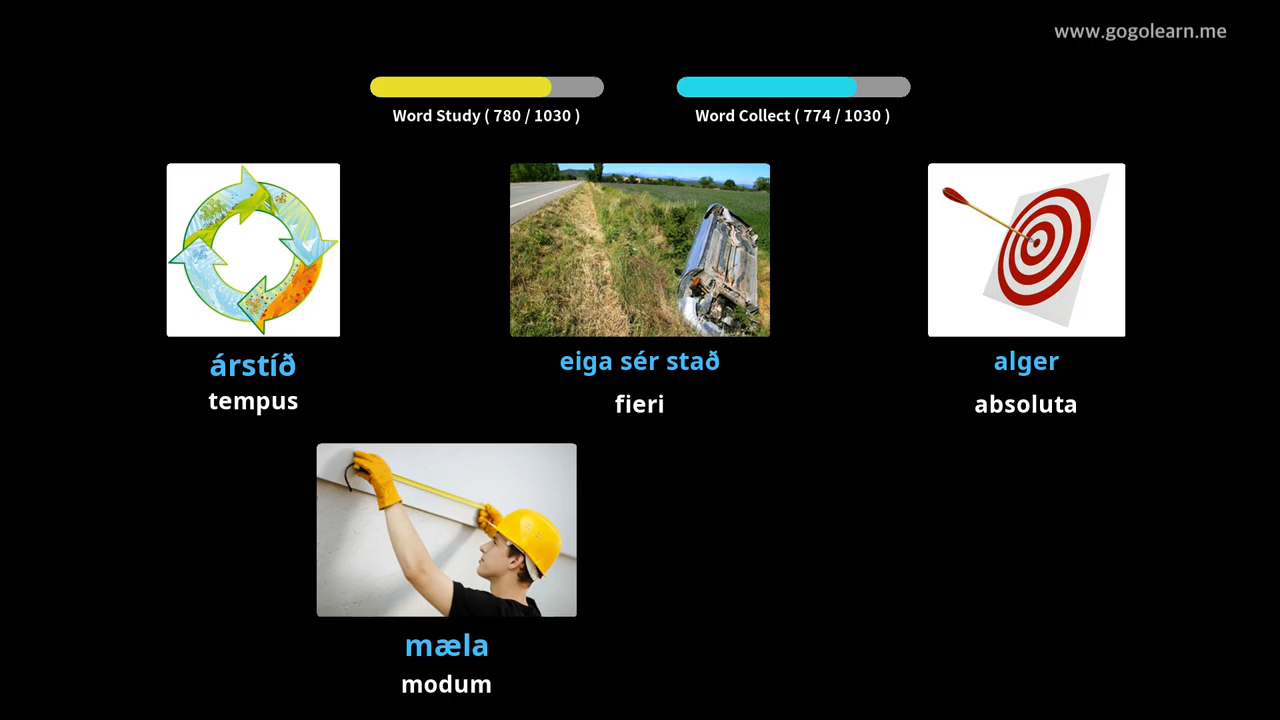 www.gogolearn.me
Word Study ( 780 / 1030 )
Word Collect ( 774 / 1030 )
árstíð
tempus
eiga sér stað
fieri
alger
absoluta
mæla
modum